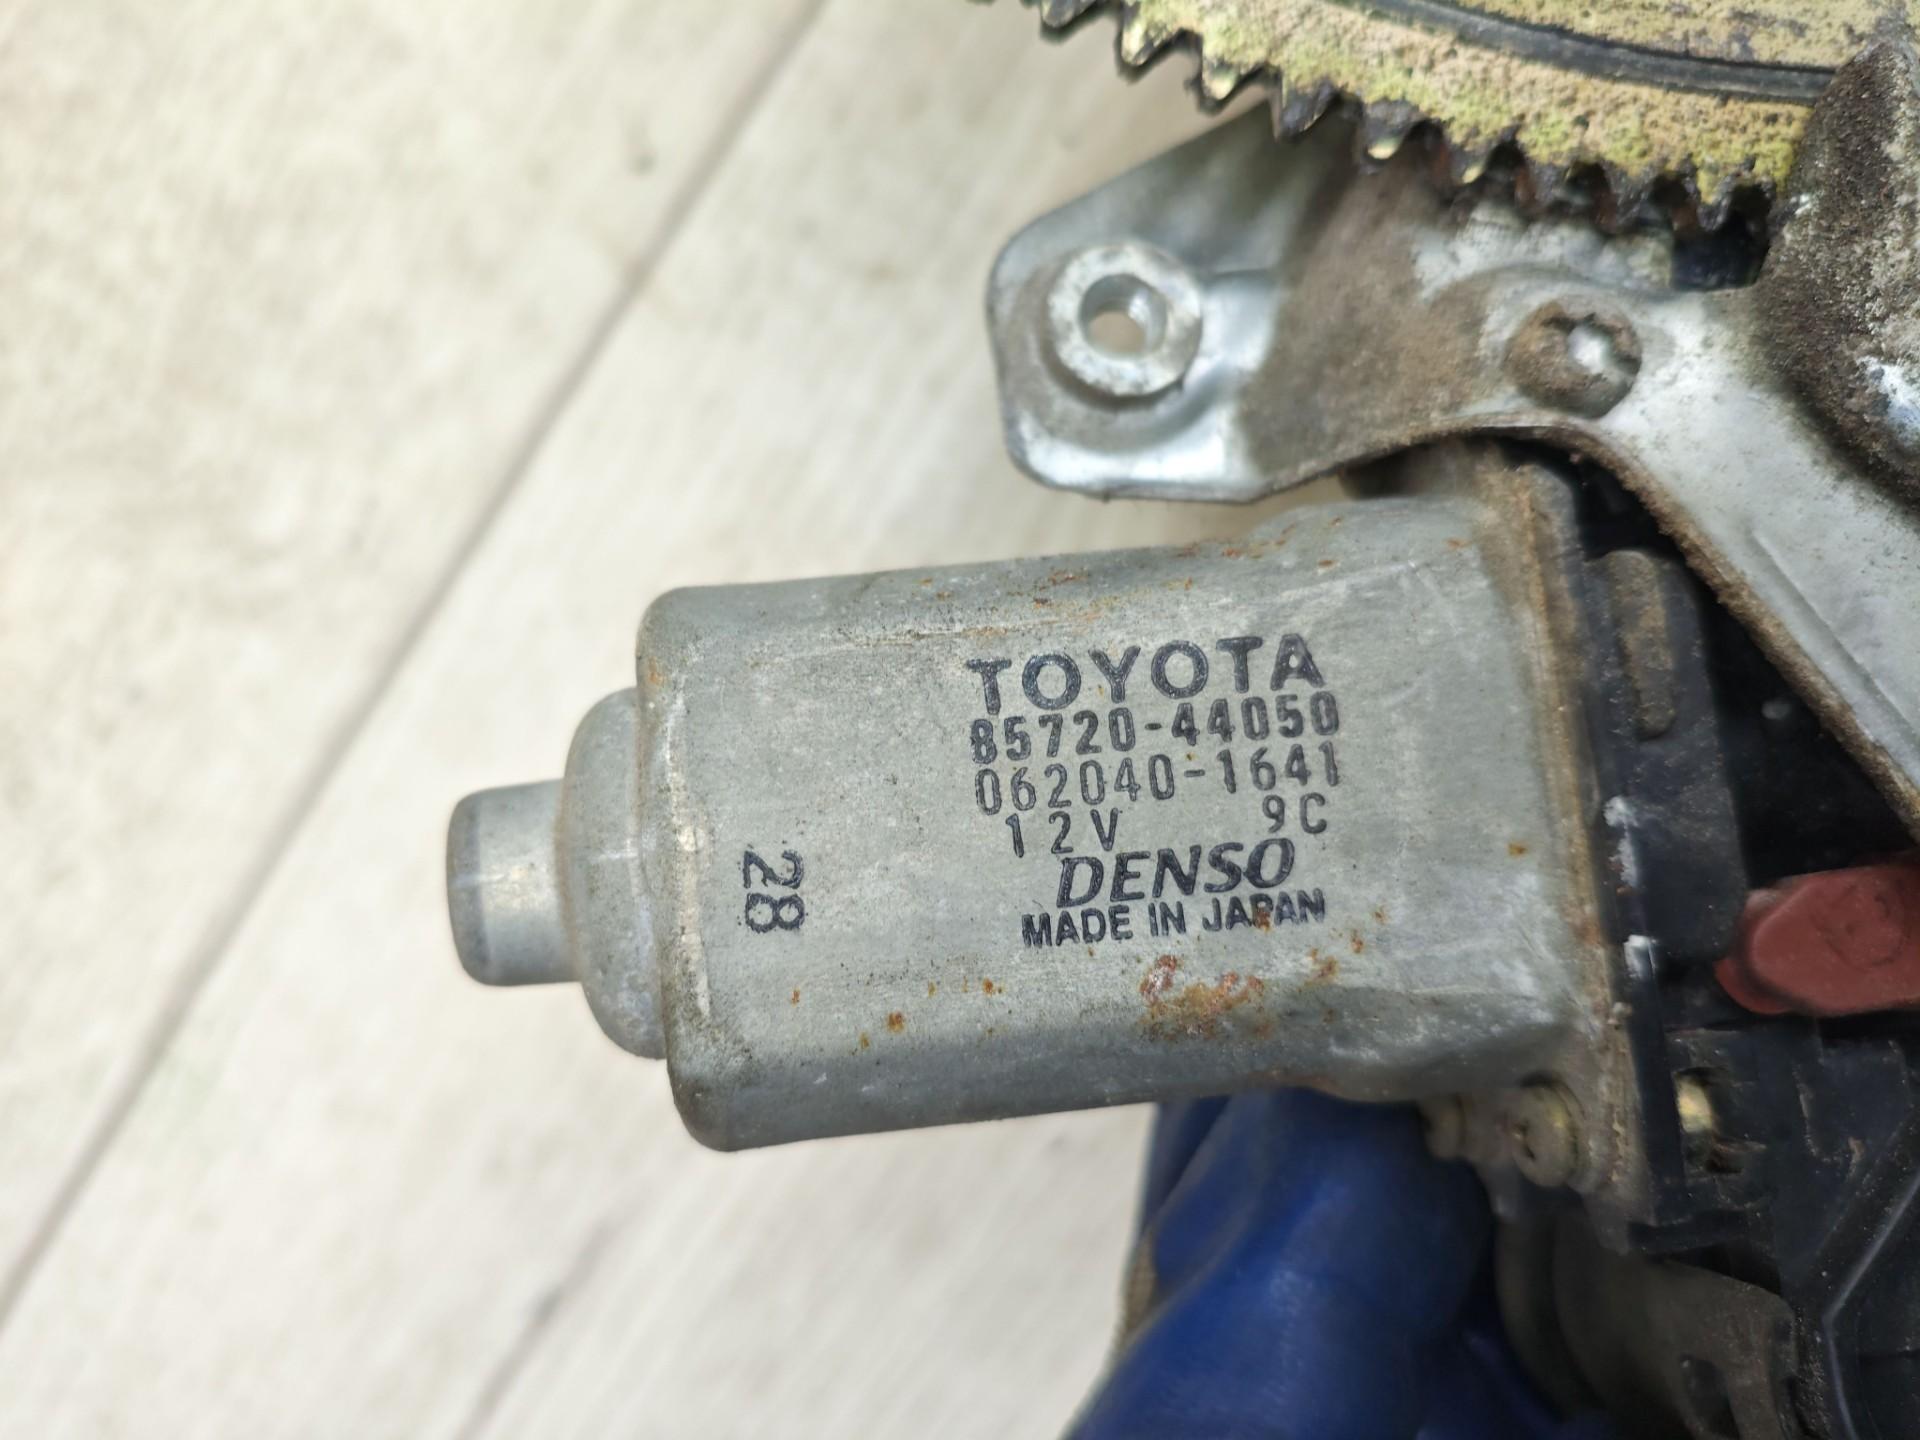 TOYOTA
85720-44050
062040-1641
12V 9C
DENSO
MADE IN JAPAN
28